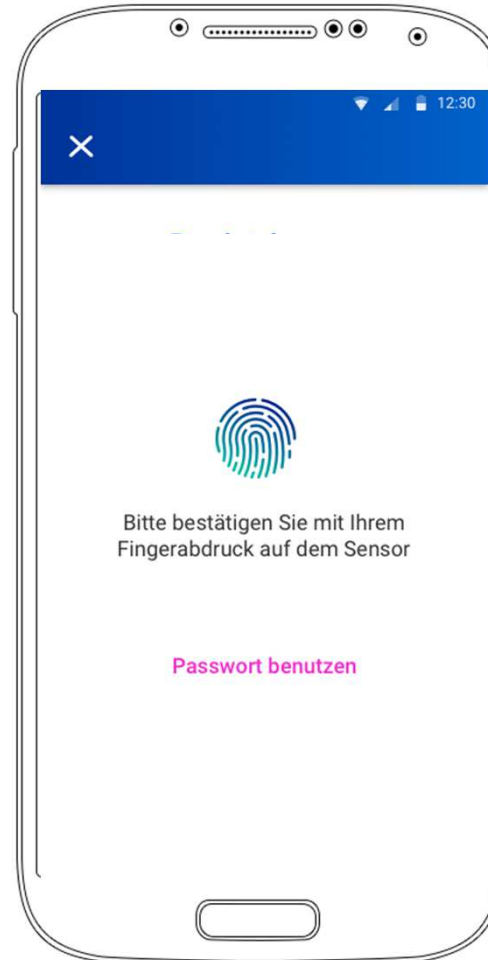 12:30
Bitte bestätigen Sie mit Ihrem
Fingerabdruck auf dem Sensor
Passwort benutzen